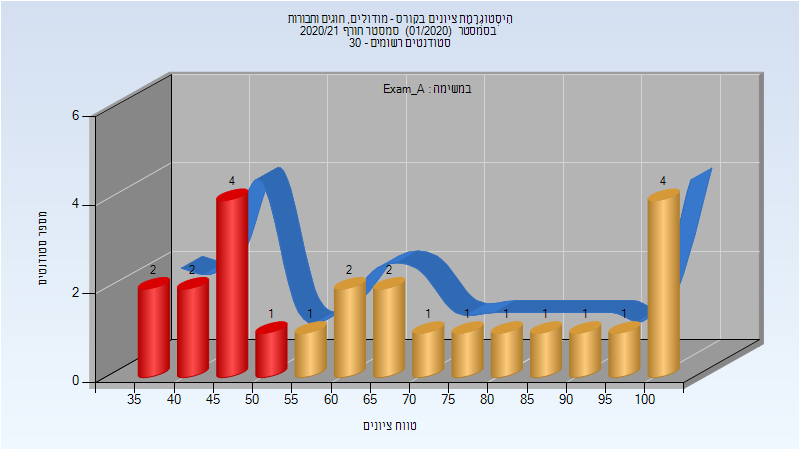 היסטוגרמת ציונים בקורס - מודולים, חוגים וחבורות
בסמסטר (01/2020) סמסטר חורף 2020/21
סטודנטים רשומים - 30
במשימה : Exam_A
מספר סטודנטים
6
4
2
0
2 2 4 1 1 2 2 1 1 1 1 1 1 4
35 40 45 50 55 60 65 70 75 80 85 90 95 100
טווח ציונים